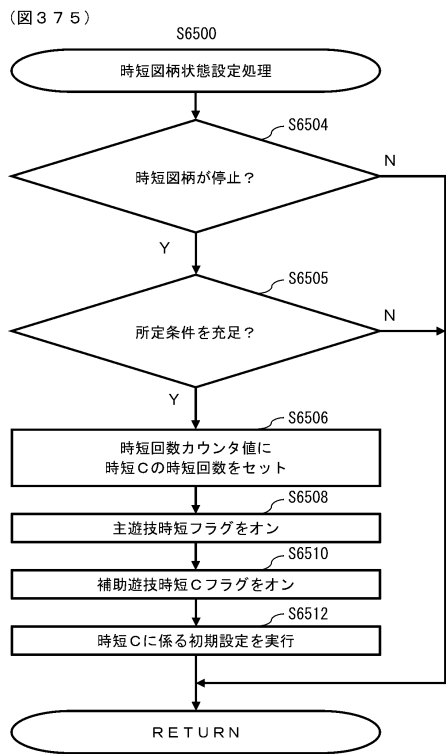 (図375)
S6500
時短図柄状態設定処理
S6504
時短図柄が停止?
N
Y
S6505
所定条件を充足?
N
Y
S6506
時短回数カウンタ値に
時短Cの時短回数をセット
S6508
主遊技時短フラグをオン
S6510
補助遊技時短Cフラグをオン
S6512
時短Cに係る初期設定を実行
RETURN